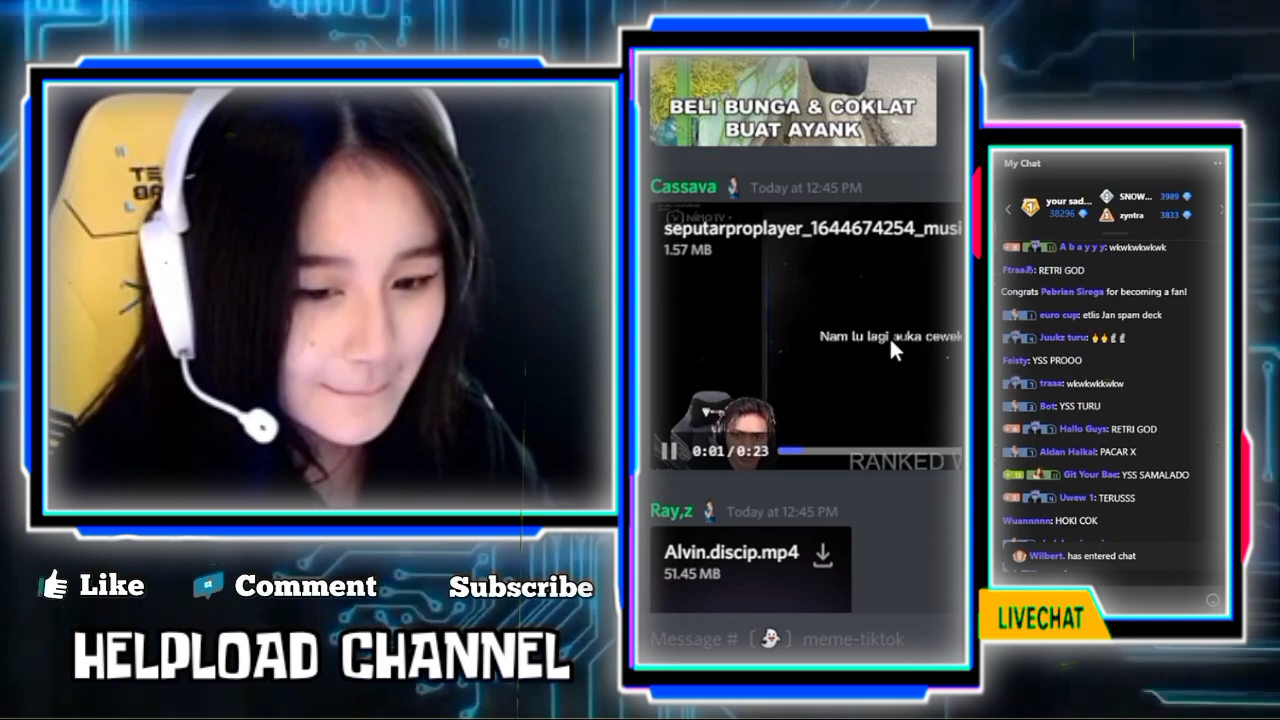 Like
Comment
Subscribe
HELPLOAD CHANNEL
BELI BUNGA & COKLAT
BUAT AYANK
Cassava
Today at 12:45 PM
NIMO TV
seputarproplayer_1644674254_musi
1.57 MB
Nam lu lagi suka cewek
0:01/0:23
RANKED
Ray,z
Today at 12:45 PM
Alvin.discip.mp4
51.45 MB
Message # ( 👻 ) meme-tiktok
My Chat
your sad...
38296
SNOW... 3989
zyntra 3833
A b a y y y: wkwkwkwkwk
RETRI GOD
Congrats Pebrian Sirega for becoming a fan!
euro cup: etlis Jan spam deck
Juukz turu:
Feisty: YSS PROOO
traaa: wkwkwkkwkw
Bot: YSS TURU
Hallo Guys: RETRI GOD
Aldan Haikal: PACAR X
Git Your Bae: YSS SAMALADO
Uwew 1: TERUSSS
Wuannnnn: HOKI COK
Wilbert. has entered chat
LIVECHAT